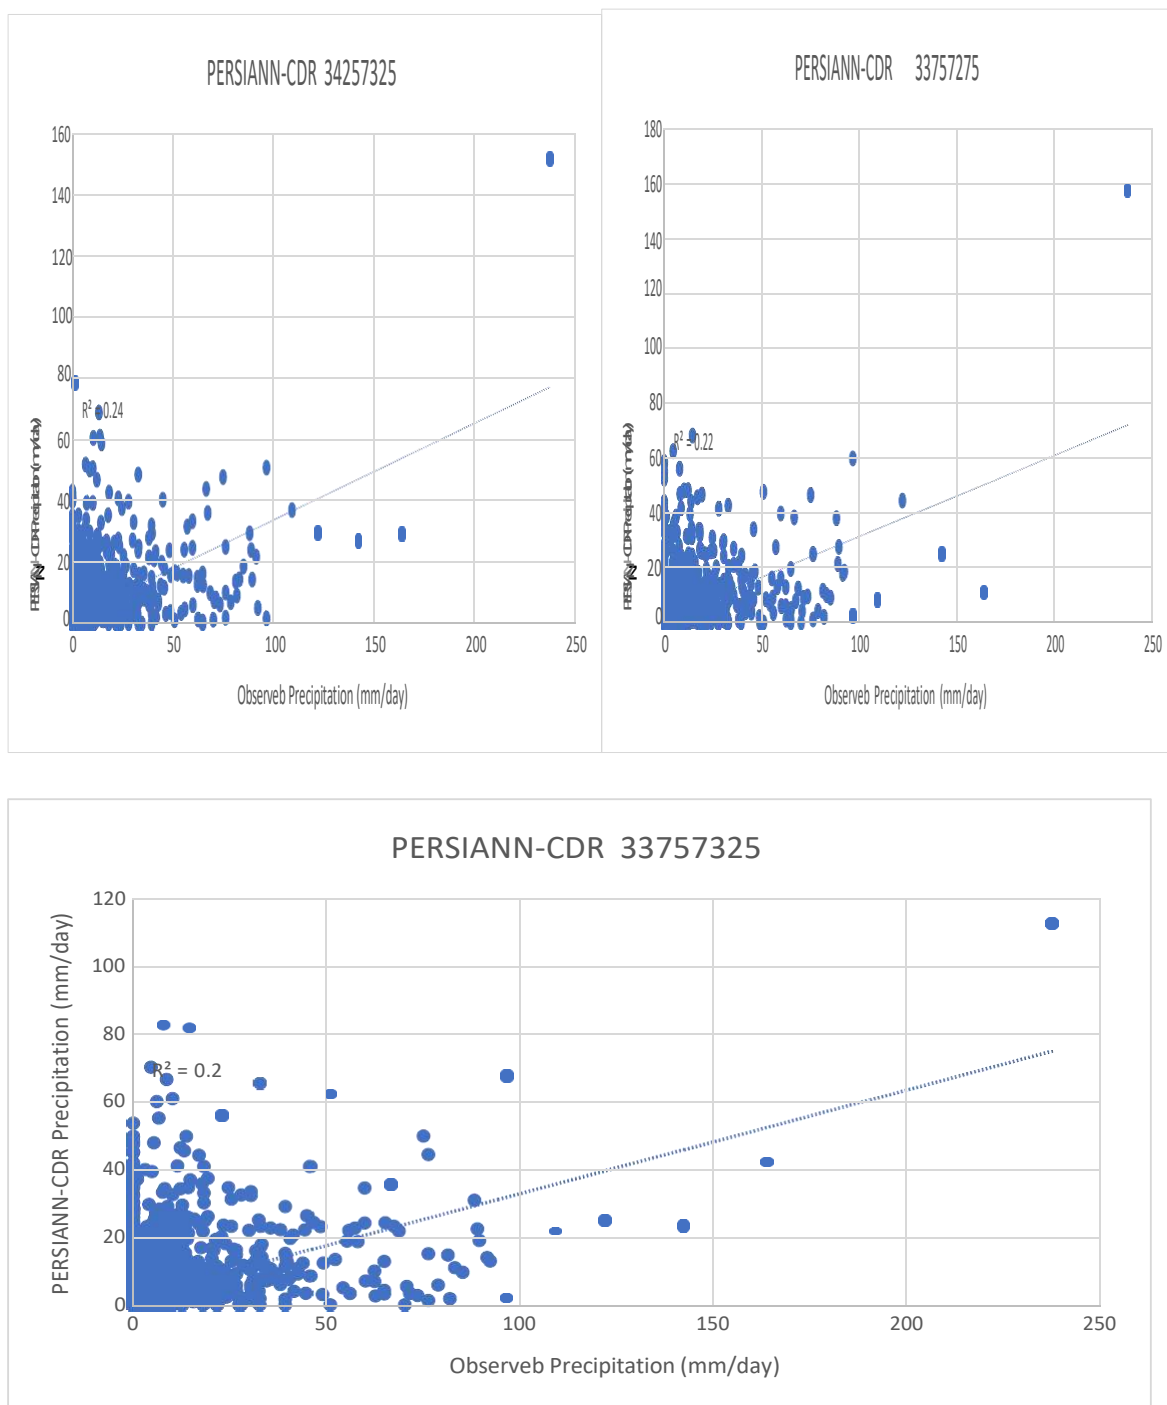 PERSIANN-CDR 34257325
160
140
120
100
80
60
40
20
0
R² = 0.24
0 50 100 150 200 250
Observeb Precipitation (mm/day)
PERSIANN-CDR 33757275
180
160
140
120
100
80
60
40
20
0
R² = 0.22
0 50 100 150 200 250
Observeb Precipitation (mm/day)
PERSIANN-CDR 33757325
PERSIANN-CDR Precipitation (mm/day)
120
100
80
60
40
20
0
R² = 0.2
0 50 100 150 200 250
Observeb Precipitation (mm/day)